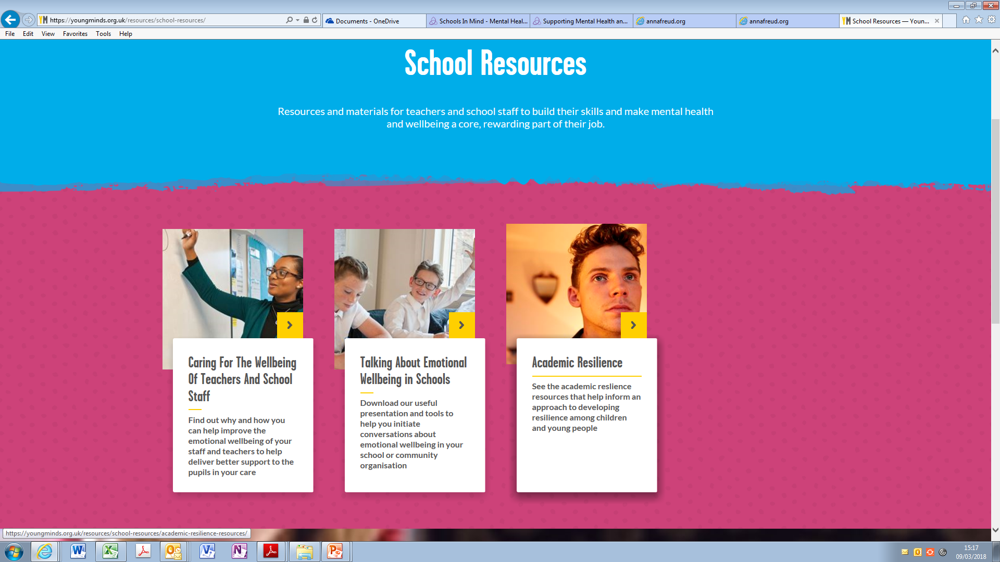 https://youngminds.org.uk/resources/school-resources/
Documents - OneDrive
Schools In Mind - Mental Heal...
Supporting Mental Health an...
annafreud.org
annafreud.org
YM School Resources — Youn...
File Edit View Favorites Tools Help
School Resources
Resources and materials for teachers and school staff to build their skills and make mental health
and wellbeing a core, rewarding part of their job.
Caring For The Wellbeing
Of Teachers And School
Staff
Find out why and how you
can help improve the
emotional wellbeing of your
staff and teachers to help
deliver better support to the
pupils in your care
Talking About Emotional
Wellbeing in Schools
Download our useful
presentation and tools to
help you initiate
conversations about
emotional wellbeing in your
school or community
organisation
Academic Resilience
See the academic reslience
resources that help inform an
approach to developing
resilience among children
and young people
https://youngminds.org.uk/resources/school-resources/academic-resilience-resources/
15:17
09/03/2018